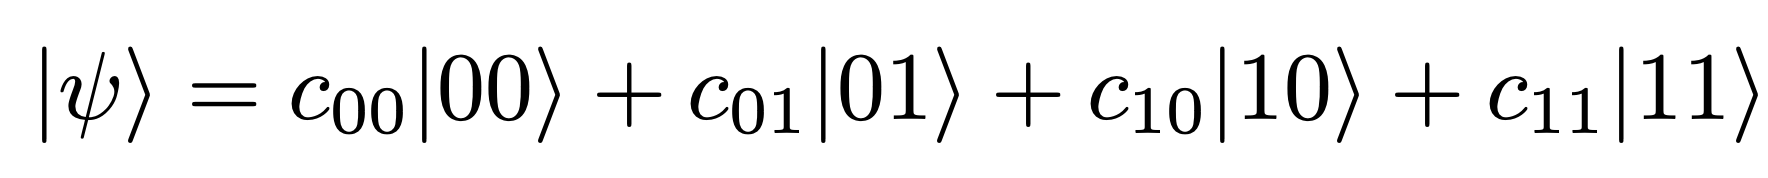 |ψ⟩ = c₀₀|00⟩ + c₀₁|01⟩ + c₁₀|10⟩ + c₁₁|11⟩